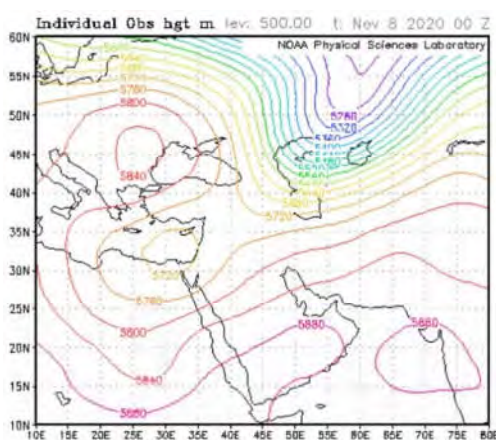 Individual Obs hgt m lev: 500.00 t: Nov 8 2020 00 Z
NOAA Physical Sciences Laboratory
60N
55N
50N
45N
40N
35N
30N
25N
20N
15N
10N
5760
5800
5840
5720
5720
5760
5800
5840
5880
5880
5880
10E 15E 20E 25E 30E 35E 40E 45E 50E 55E 60E 65E 70E 75E 80E